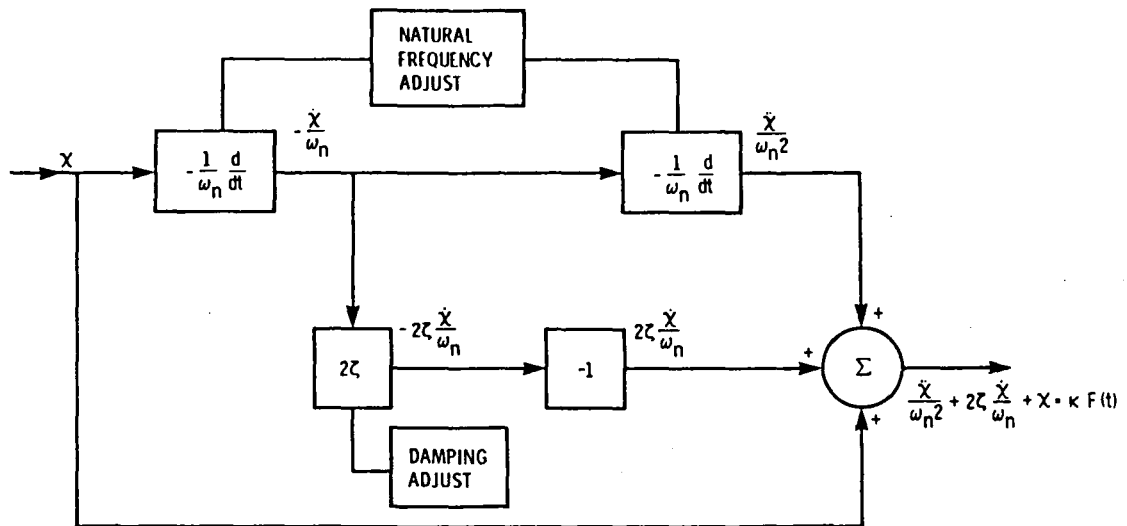 NATURAL
FREQUENCY
ADJUST
χ
-1/ωn d/dt
-χ̇/ωn
-1/ωn d/dt
χ̈/ωn2
2ζ
-2ζ χ̇/ωn
-1
2ζ χ̇/ωn
+
+
+
Σ
χ̈/ωn2 + 2ζ χ̇/ωn + χ = κ F(t)
DAMPING
ADJUST